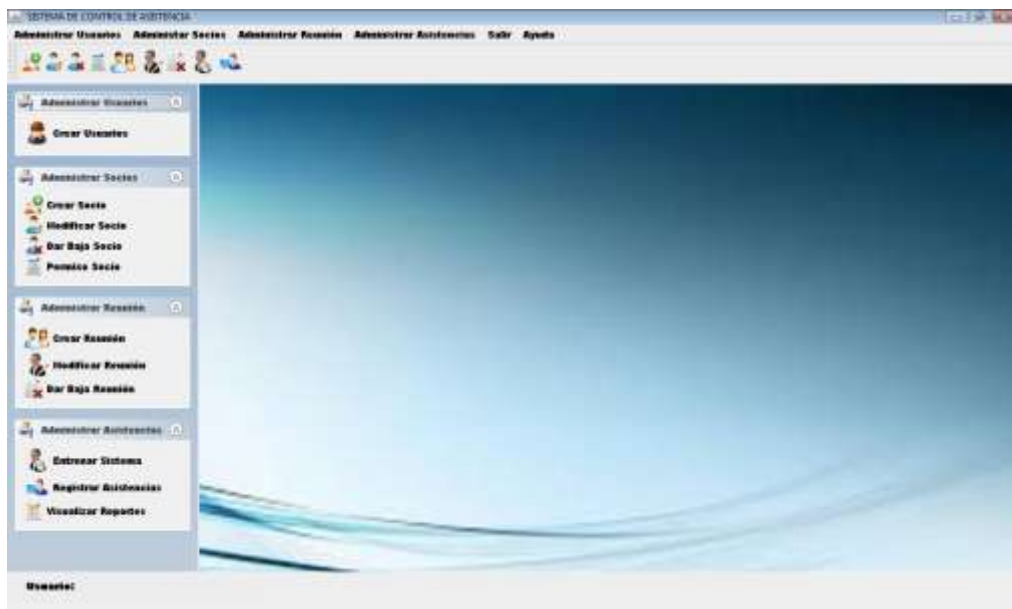 SISTEMA DE CONTROL DE ASISTENCIA
Administrar Usuarios Administar Socios Administrar Reunión Administrar Asistencias Salir Ayuda
Administrar Usuarios
Crear Usuarios
Administrar Socios
Crear Socio
Modificar Socio
Dar Baja Socio
Permiso Socio
Administrar Reunión
Crear Reunión
Modificar Reunión
Dar Baja Reunión
Administrar Asistencias
Entrenar Sistema
Registrar Asistencias
Visualizar Reportes
Usuario: